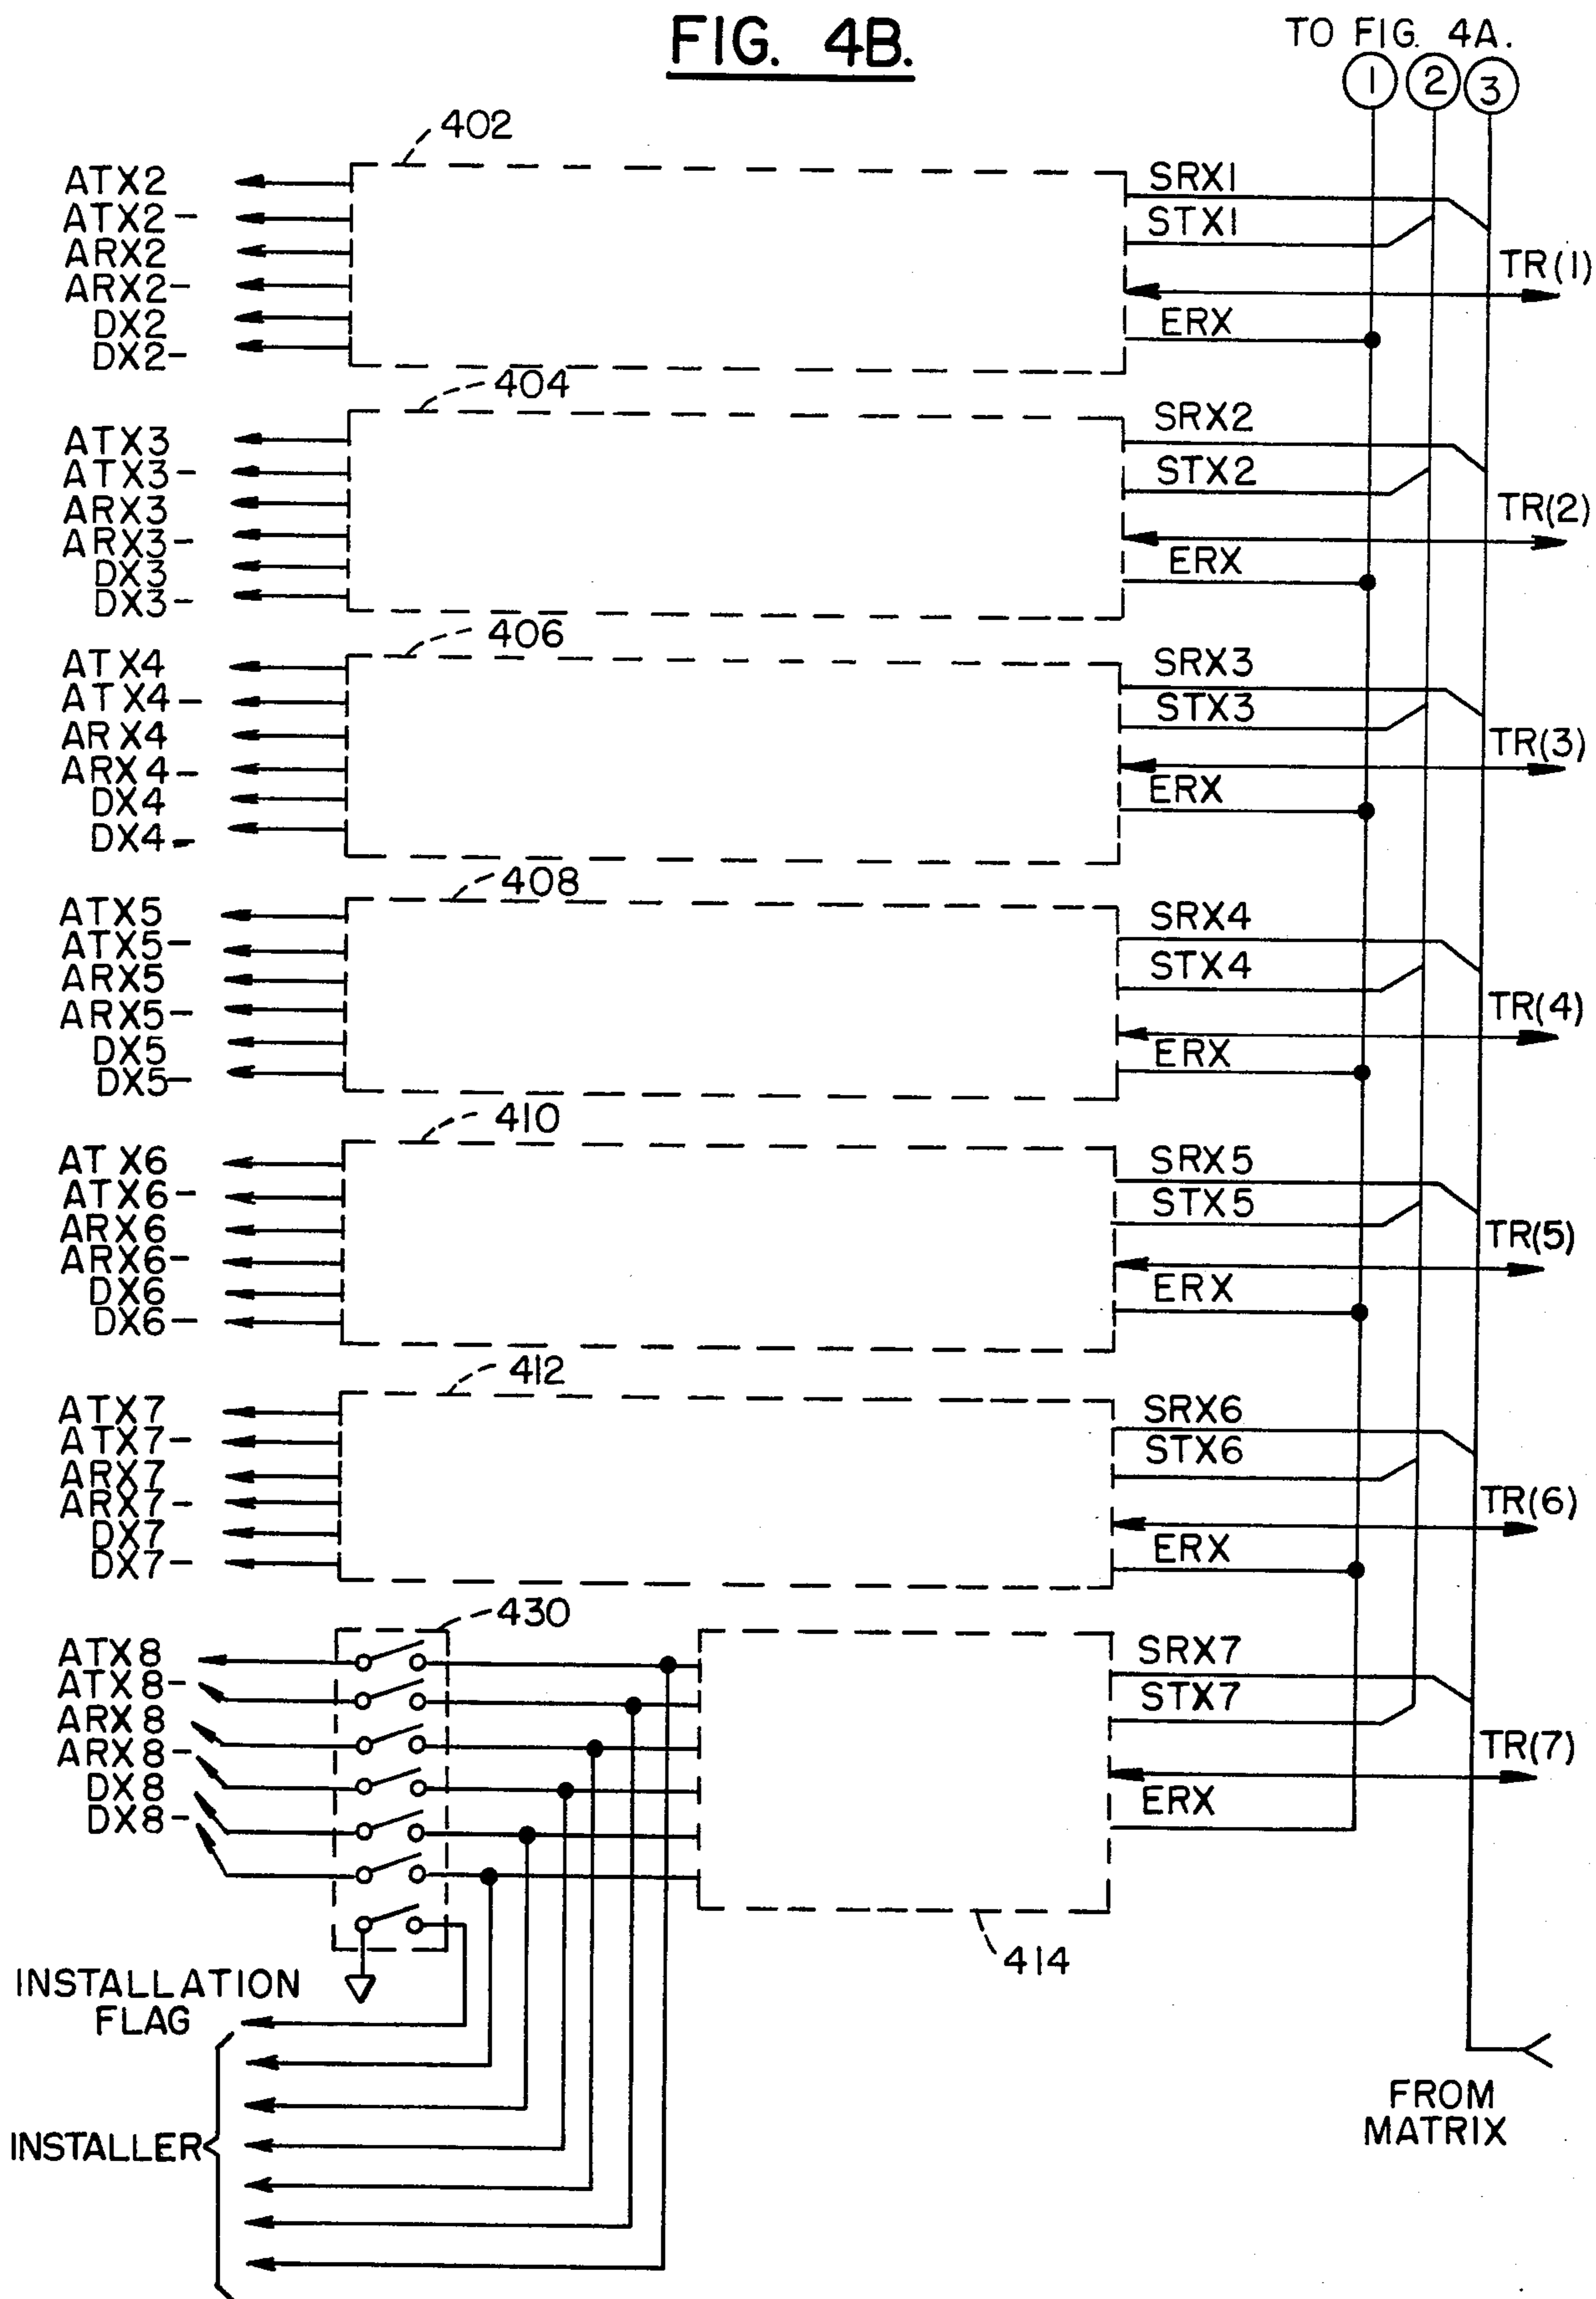 FIG. 4B.
TO FIG. 4A.
1 2 3
402
ATX2
ATX2-
ARX2
ARX2-
DX2
DX2-
SRX1
STX1
TR(1)
ERX
404
ATX3
ATX3-
ARX3
ARX3-
DX3
DX3-
SRX2
STX2
TR(2)
ERX
406
ATX4
ATX4-
ARX4
ARX4-
DX4
DX4-
SRX3
STX3
TR(3)
ERX
408
ATX5
ATX5-
ARX5
ARX5-
DX5
DX5-
SRX4
STX4
TR(4)
ERX
410
ATX6
ATX6-
ARX6
ARX6-
DX6
DX6-
SRX5
STX5
TR(5)
ERX
412
ATX7
ATX7-
ARX7
ARX7-
DX7
DX7-
SRX6
STX6
TR(6)
ERX
430
ATX8
ATX8-
ARX8
ARX8-
DX8
DX8-
SRX7
STX7
TR(7)
ERX
414
INSTALLATION
FLAG
INSTALLER
FROM
MATRIX